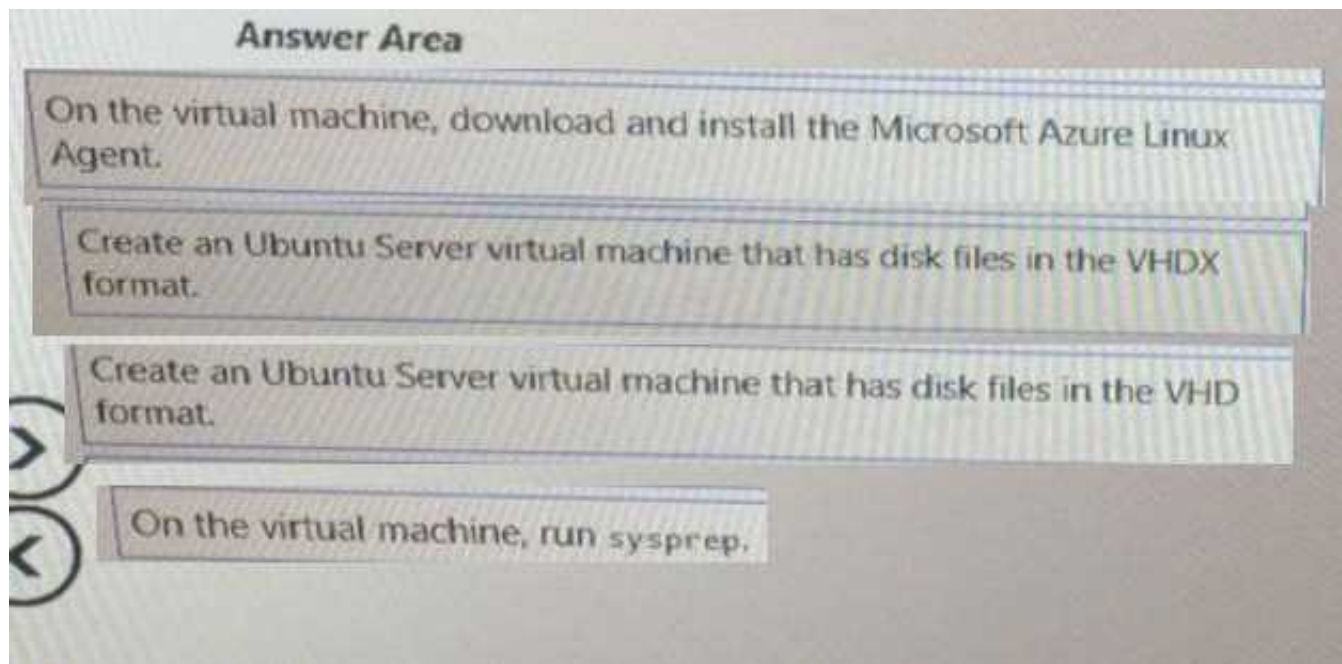 Answer Area
On the virtual machine, download and install the Microsoft Azure Linux
Agent.
Create an Ubuntu Server virtual machine that has disk files in the VHDX
format.
Create an Ubuntu Server virtual machine that has disk files in the VHD
format.
On the virtual machine, run sysprep.